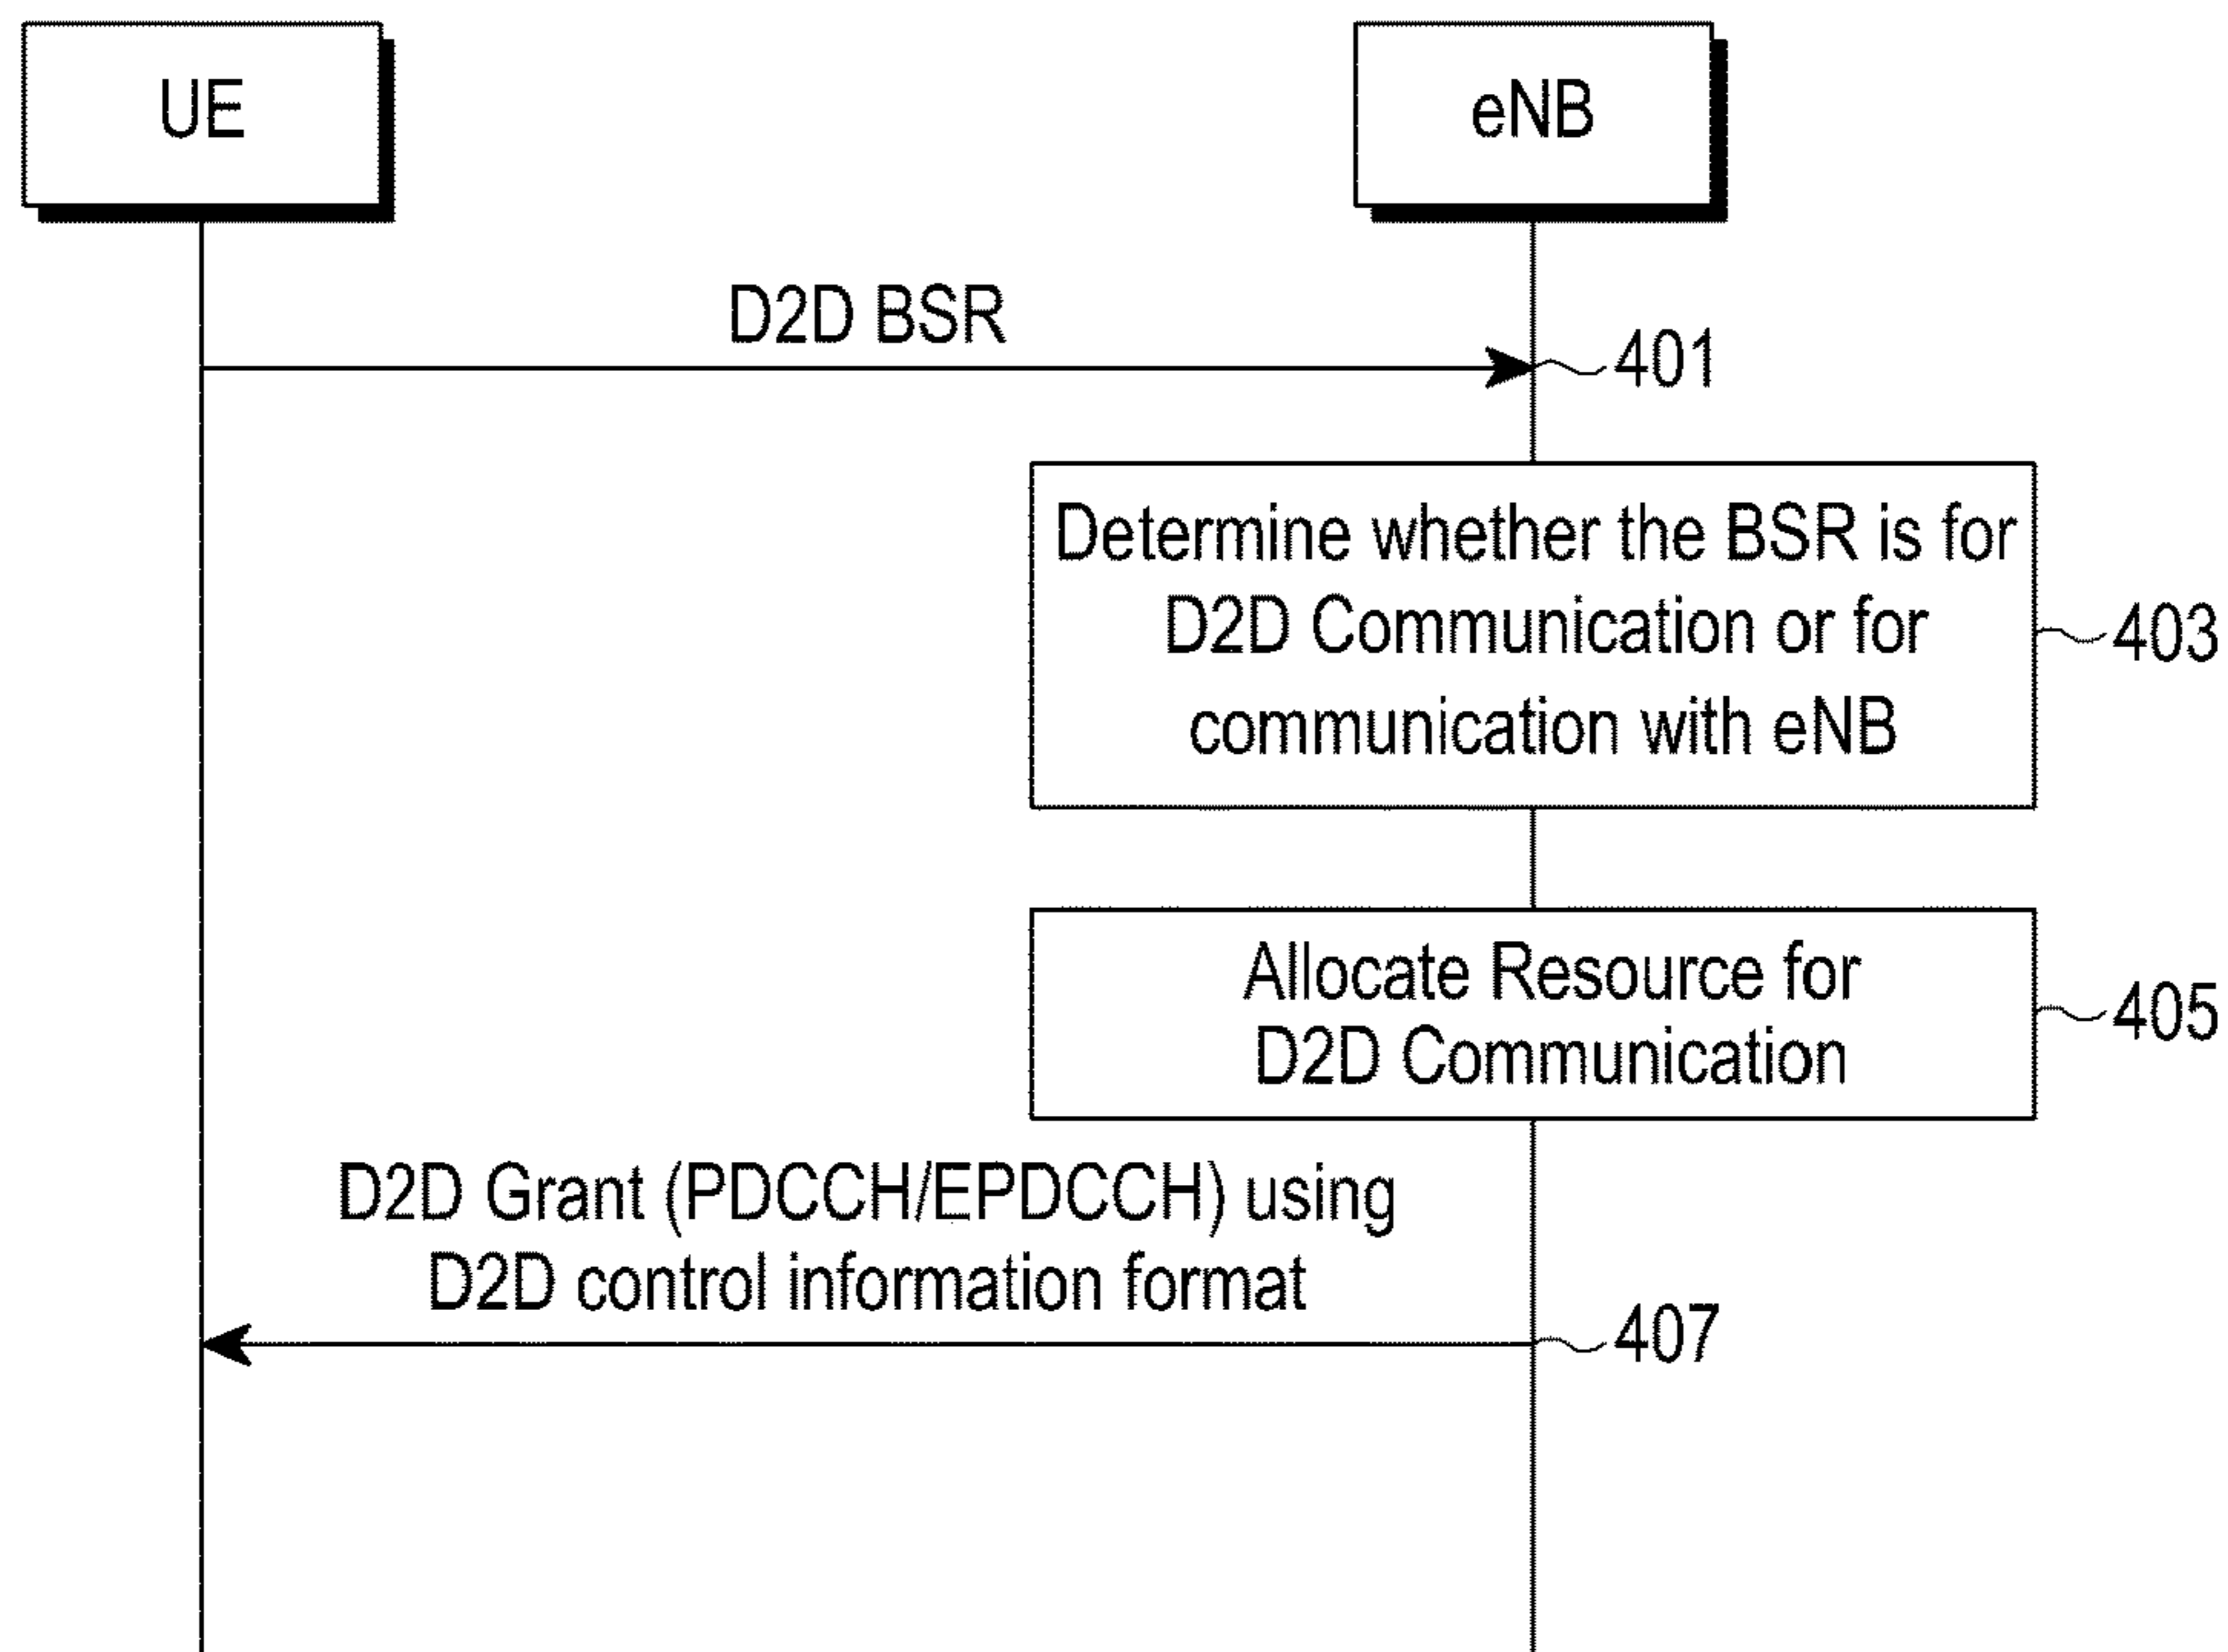 UE
eNB
D2D BSR
401
Determine whether the BSR is for
D2D Communication or for
communication with eNB
403
Allocate Resource for
D2D Communication
405
D2D Grant (PDCCH/EPDCCH) using
D2D control information format
407